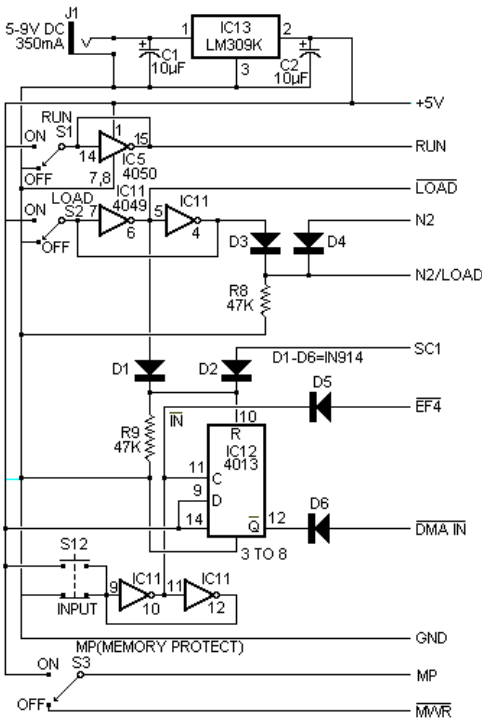 J1
5-9V DC
350mA
1
IC13
LM309K
2
3
+
C1
10µF
+
C2
10µF
+5V
RUN
ON
S1
14
1
15
IC5
4050
7,8
RUN
OFF
LOAD
LOAD
ON
S2
7
IC11
4049
6
5
IC11
4
N2
OFF
D3
D4
N2/LOAD
R8
47K
SC1
D1
D2
D1-D6=IN914
D5
EF4
IN
R9
47K
10
R
IC12
4013
11
C
9
D
14
Q
12
D6
DMA IN
3 TO 8
S12
9
IC11
10
11
IC11
12
INPUT
GND
MP(MEMORY PROTECT)
ON
S3
MP
OFF
MWR